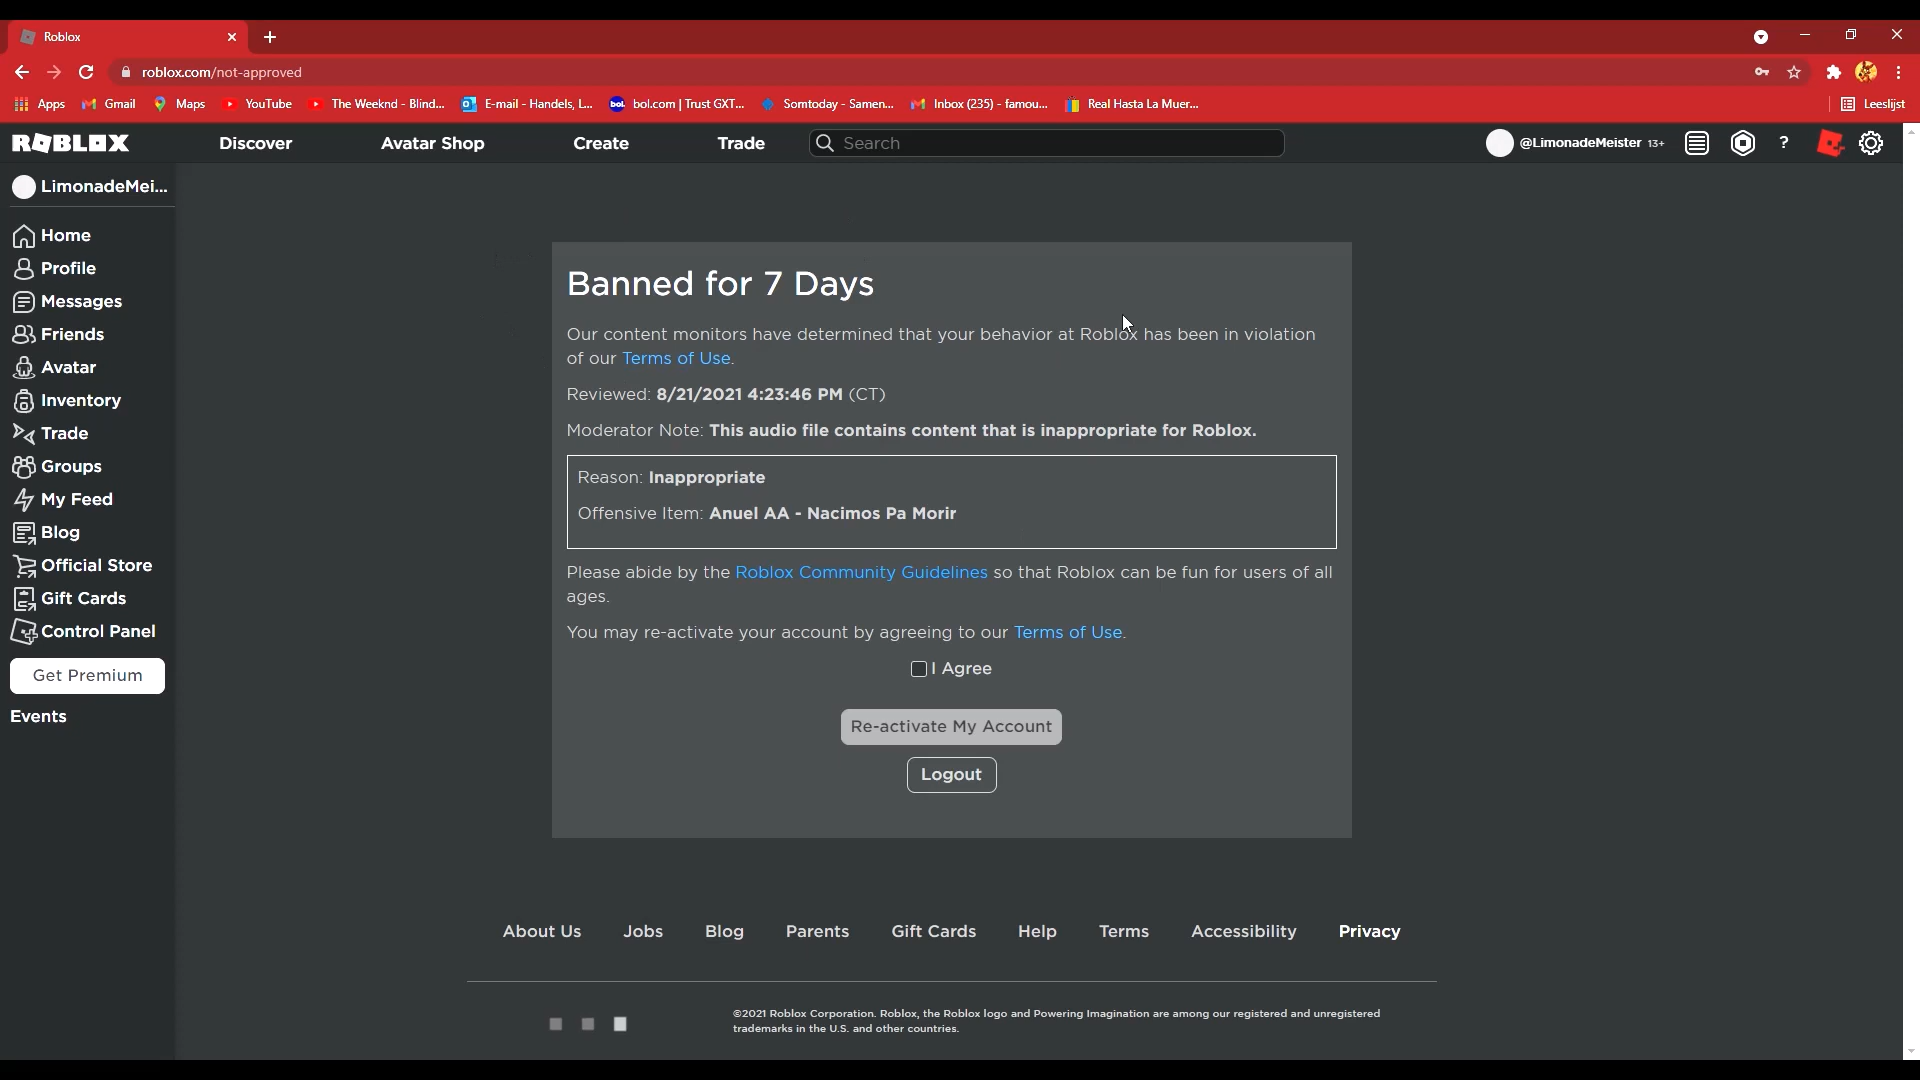 Roblox
roblox.com/not-approved
Apps Gmail Maps YouTube The Weeknd - Blind... E-mail - Handels, L... bol.com | Trust GXT... Somtoday - Samen... Inbox (235) - famou... Real Hasta La Muer... Leeslijst
ROBLOX Discover Avatar Shop Create Trade Search @LimonadeMeister 13+ ?
LimonadeMei...
Home
Profile
Messages
Friends
Avatar
Inventory
Trade
Groups
My Feed
Blog
Official Store
Gift Cards
Control Panel
Get Premium
Events
Banned for 7 Days
Our content monitors have determined that your behavior at Roblox has been in violation
of our Terms of Use.
Reviewed: 8/21/2021 4:23:46 PM (CT)
Moderator Note: This audio file contains content that is inappropriate for Roblox.
Reason: Inappropriate
Offensive Item: Anuel AA - Nacimos Pa Morir
Please abide by the Roblox Community Guidelines so that Roblox can be fun for users of all
ages.
You may re-activate your account by agreeing to our Terms of Use.
I Agree
Re-activate My Account
Logout
About Us Jobs Blog Parents Gift Cards Help Terms Accessibility Privacy
©2021 Roblox Corporation. Roblox, the Roblox logo and Powering Imagination are among our registered and unregistered
trademarks in the U.S. and other countries.